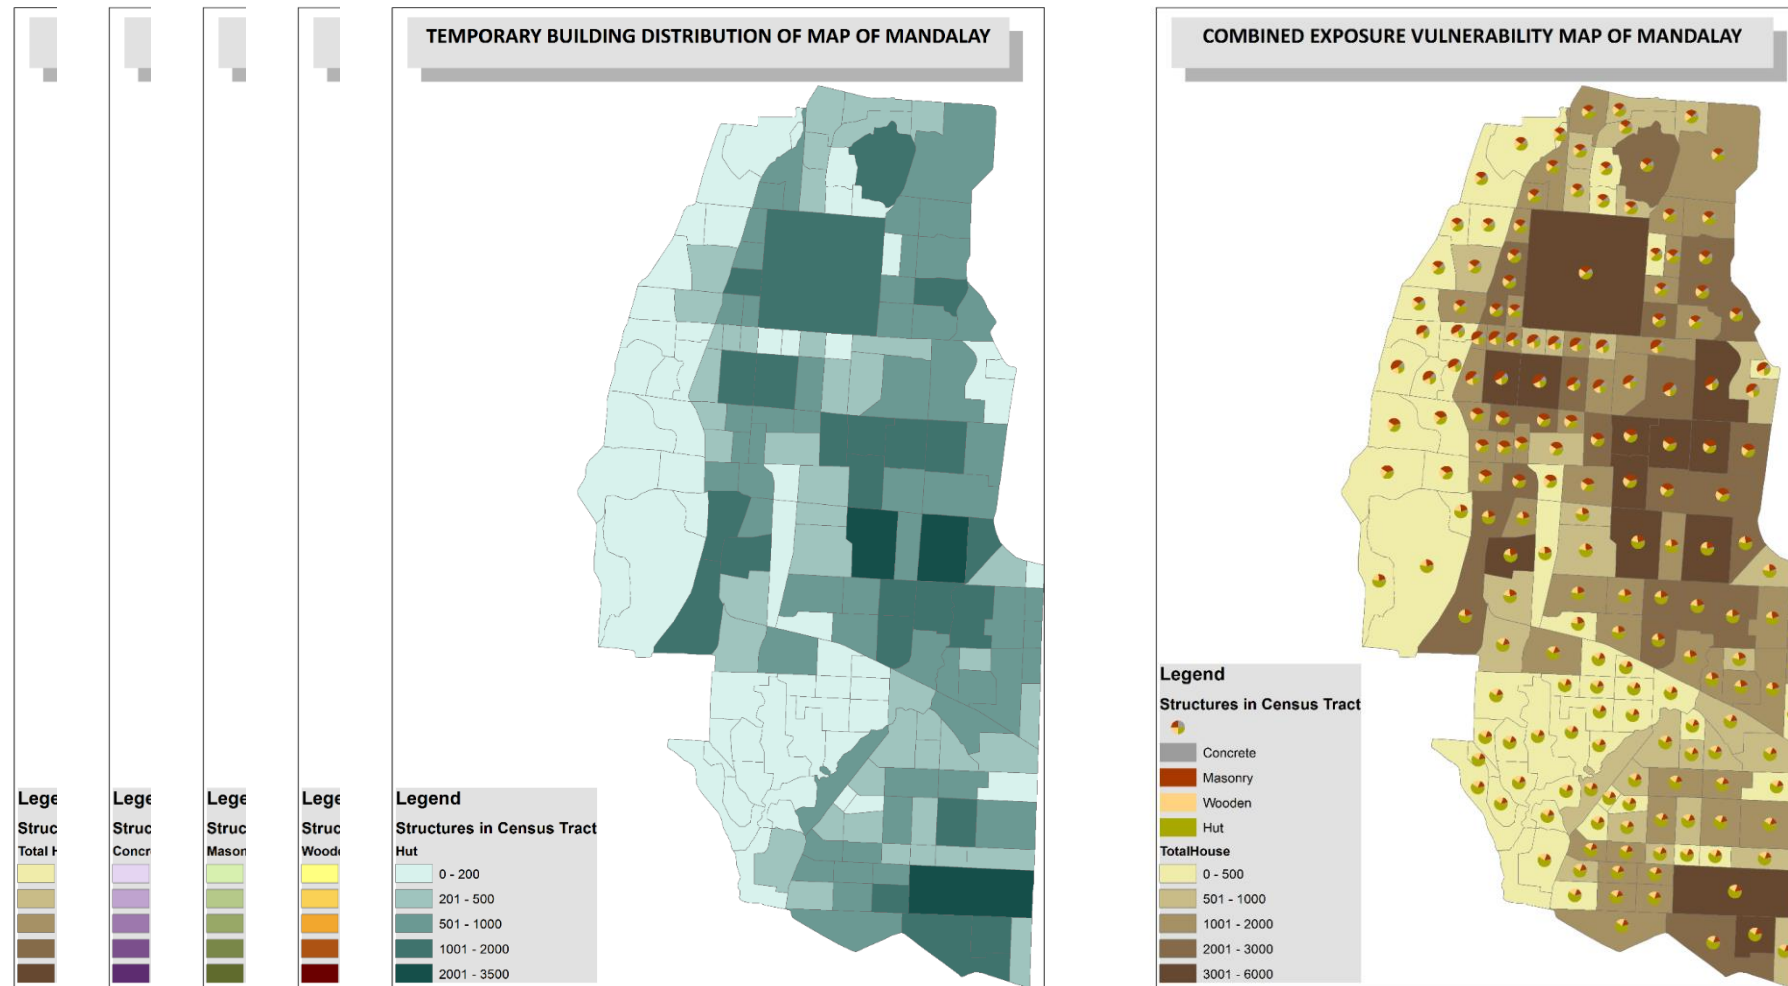 Lege
Struc
Total H
Lege
Struc
Concr
Lege
Struc
Mason
Lege
Struc
Woode
TEMPORARY BUILDING DISTRIBUTION OF MAP OF MANDALAY
Legend
Structures in Census Tract
Hut
0 - 200
201 - 500
501 - 1000
1001 - 2000
2001 - 3500
COMBINED EXPOSURE VULNERABILITY MAP OF MANDALAY
Legend
Structures in Census Tract
Concrete
Masonry
Wooden
Hut
TotalHouse
0 - 500
501 - 1000
1001 - 2000
2001 - 3000
3001 - 6000